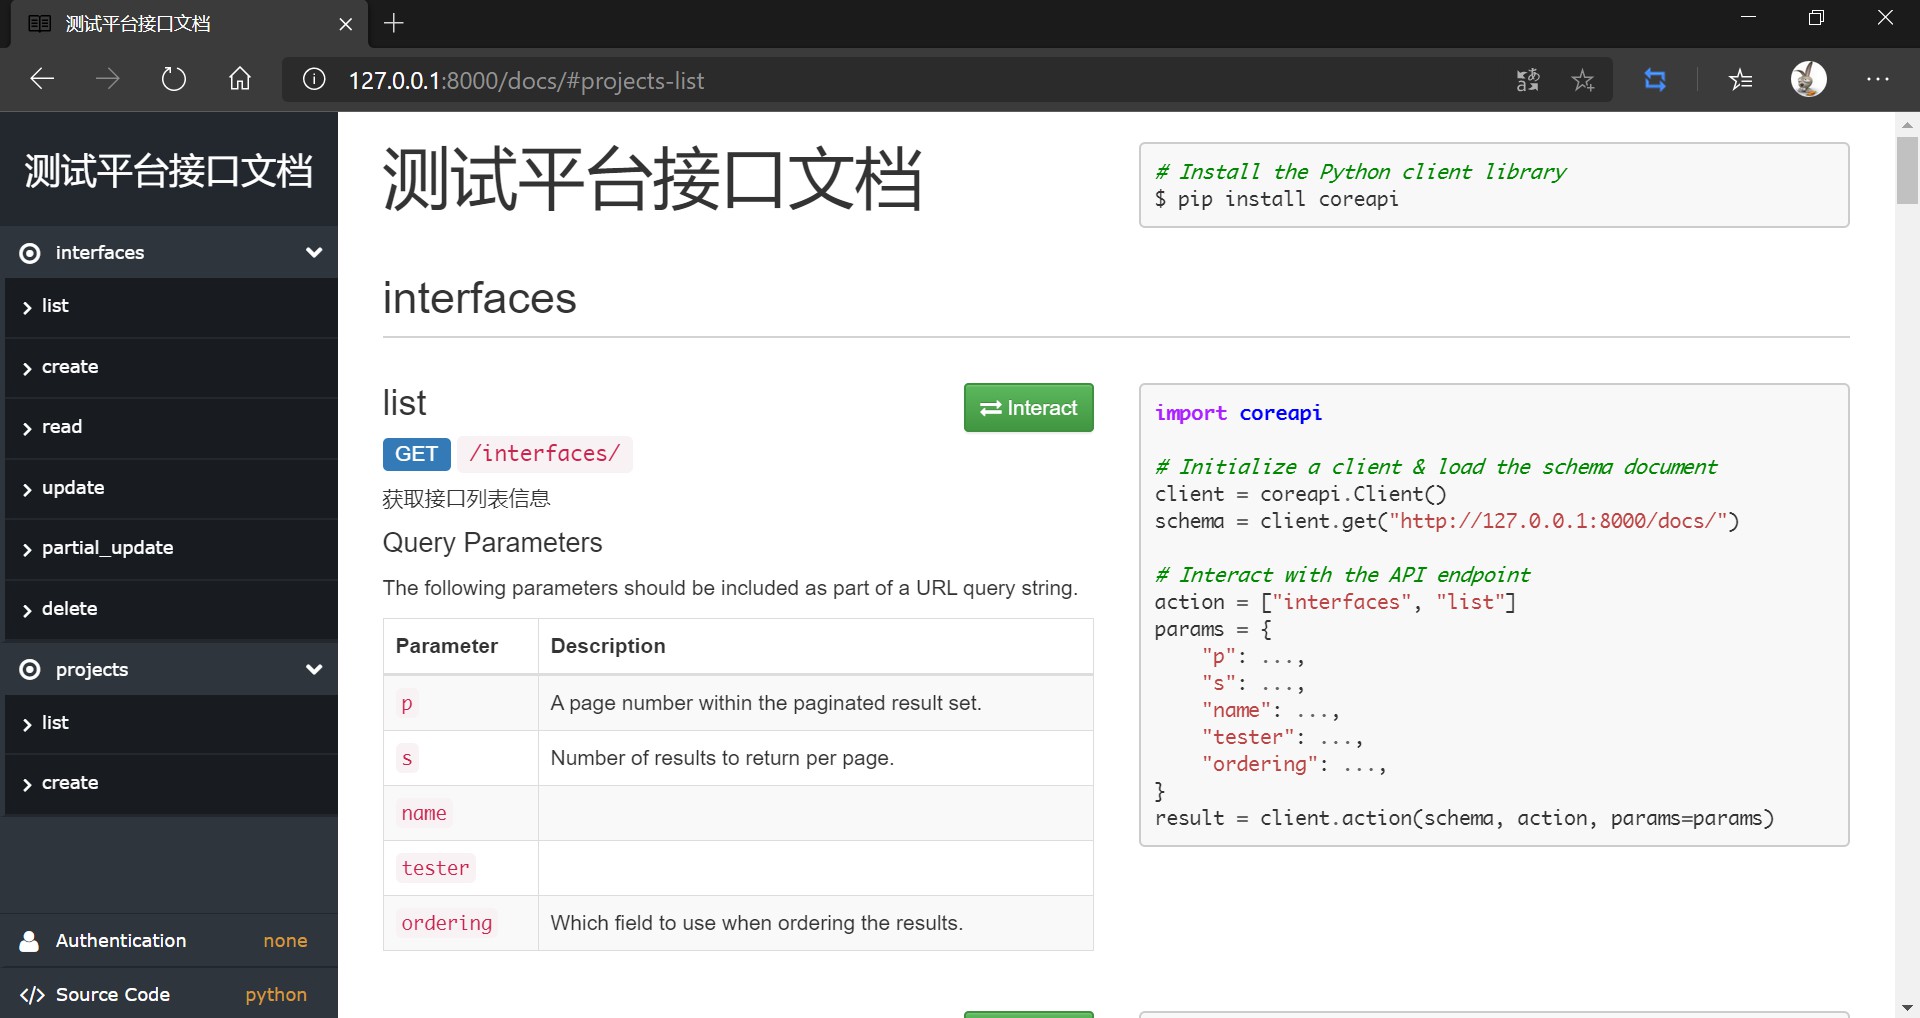 测试平台接口文档
127.0.0.1:8000/docs/#projects-list
测试平台接口文档
interfaces
list
create
read
update
partial_update
delete
projects
list
create
Authentication none
Source Code python
测试平台接口文档
interfaces
list
Interact
GET /interfaces/
获取接口列表信息
Query Parameters
The following parameters should be included as part of a URL query string.
Parameter Description
p A page number within the paginated result set.
s Number of results to return per page.
name
tester
ordering Which field to use when ordering the results.
# Install the Python client library
$ pip install coreapi
import coreapi
# Initialize a client & load the schema document
client = coreapi.Client()
schema = client.get("http://127.0.0.1:8000/docs/")
# Interact with the API endpoint
action = ["interfaces", "list"]
params = {
"p": ...,
"s": ...,
"name": ...,
"tester": ...,
"ordering": ...,
}
result = client.action(schema, action, params=params)